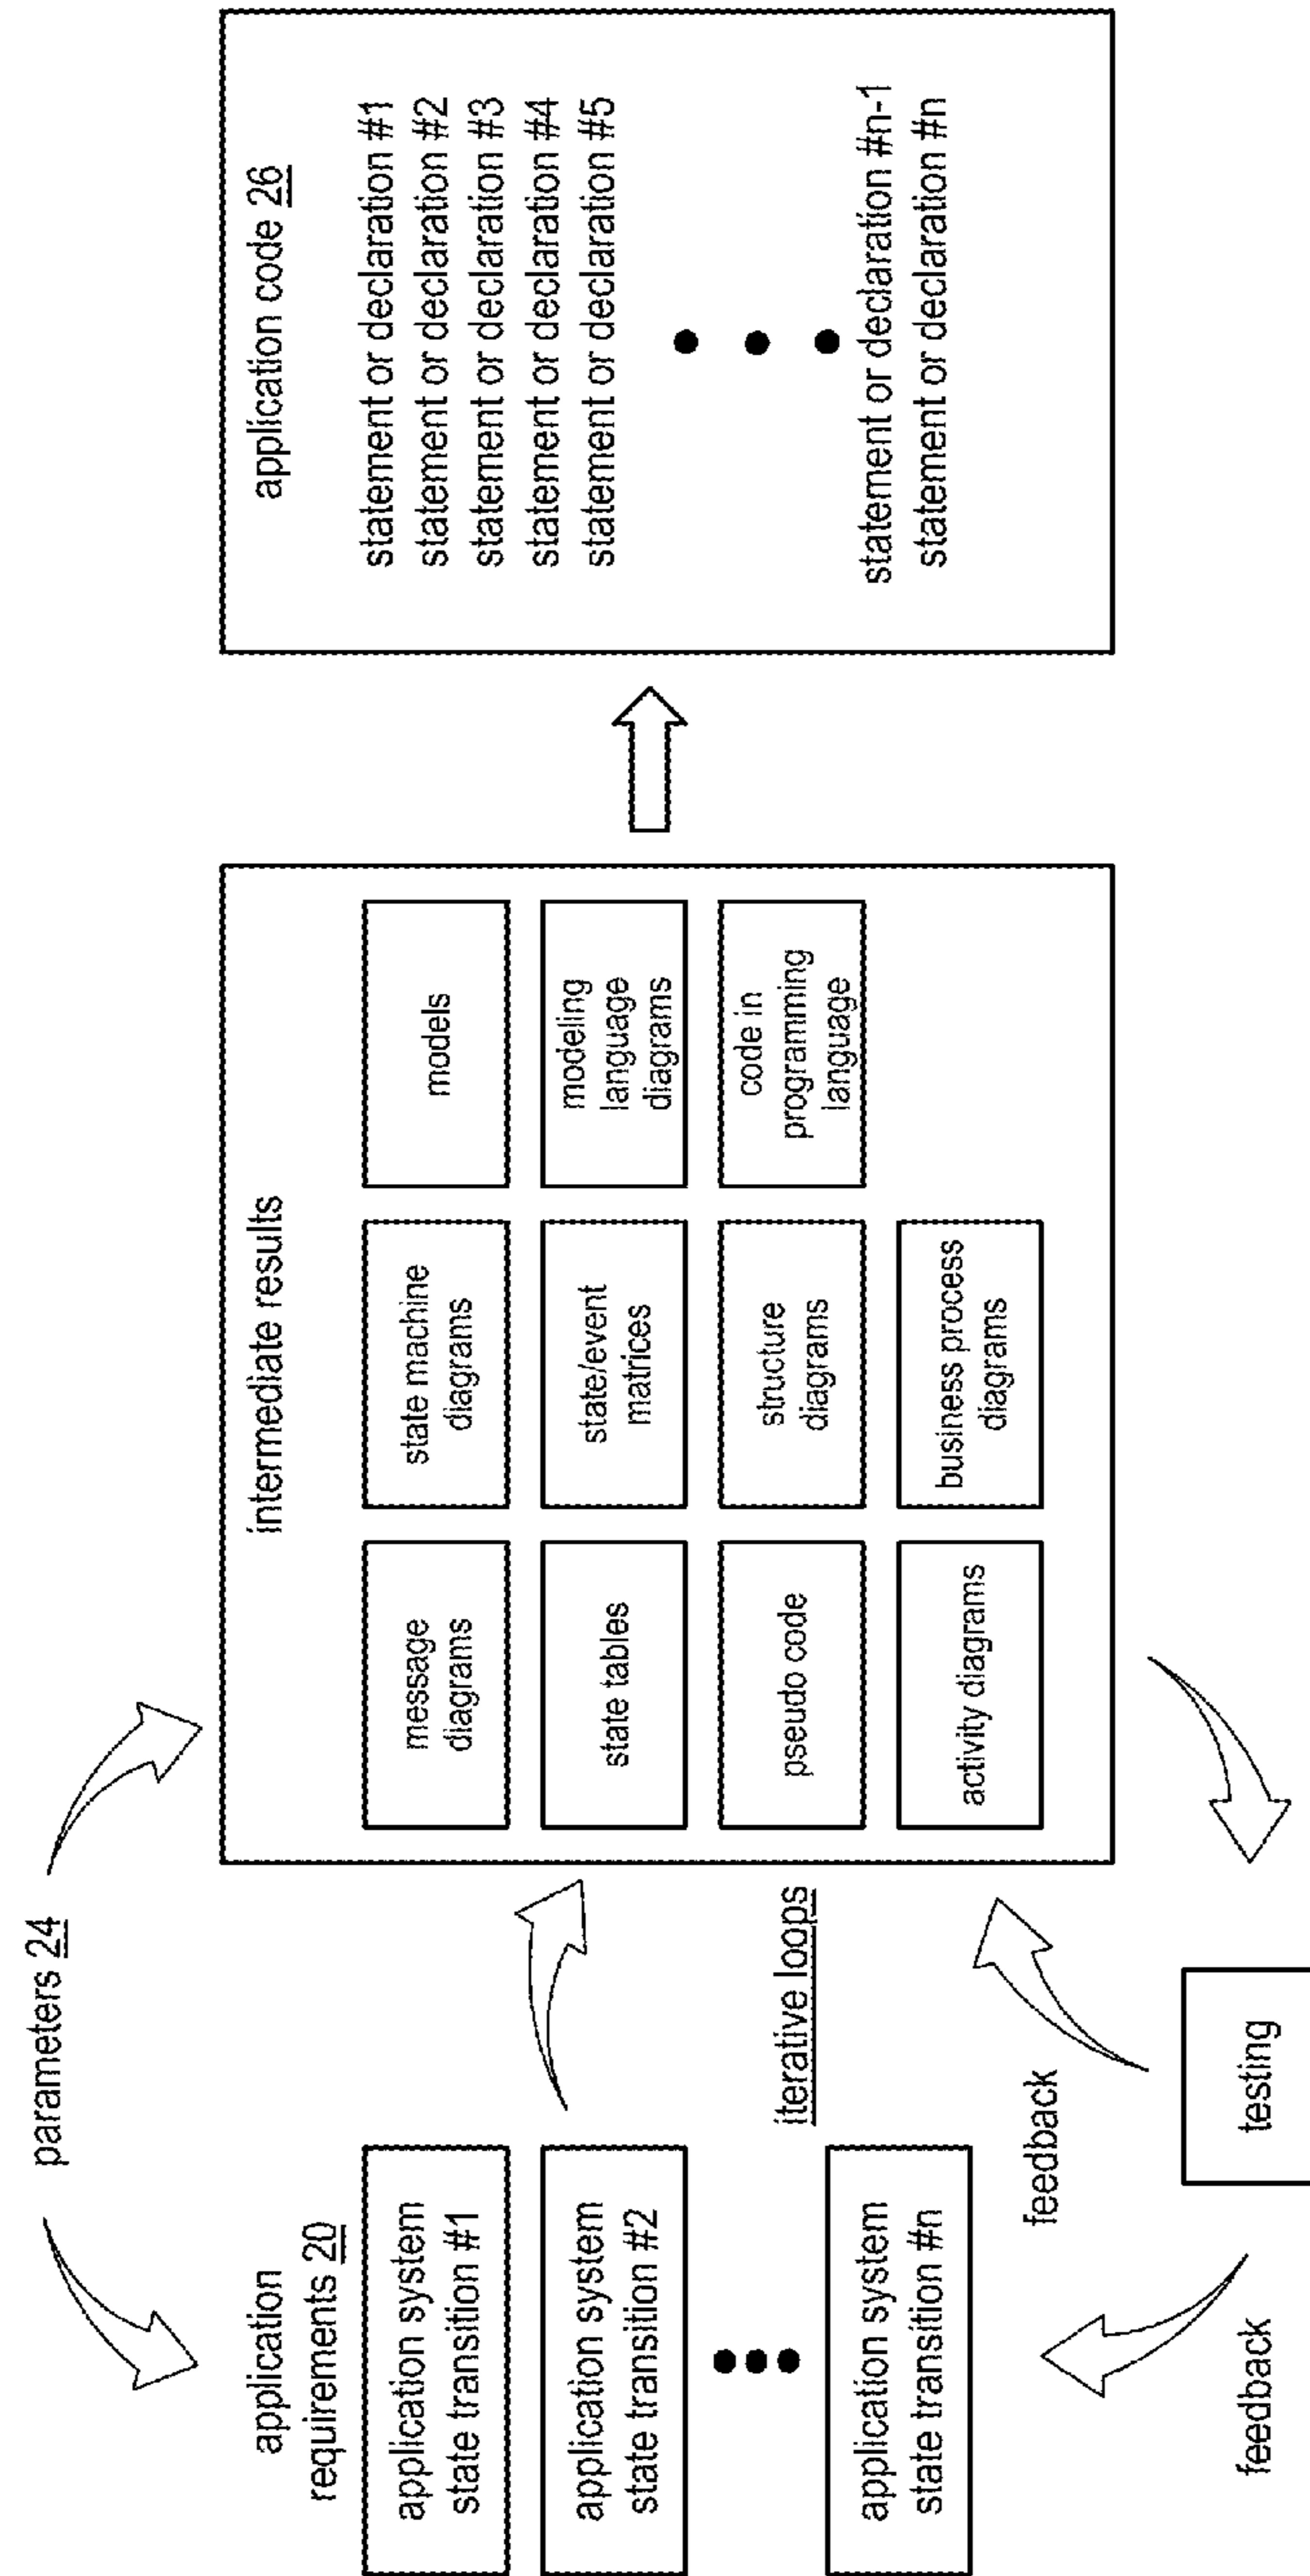 parameters 24
application
requirements 20
application system
state transition #1
application system
state transition #2
application system
state transition #n
iterative loops
feedback
feedback
testing
intermediate results
message
diagrams
state machine
diagrams
models
state tables
state/event
matrices
modeling
language
diagrams
pseudo code
structure
diagrams
code in
programming
language
activity diagrams
business process
diagrams
application code 26
statement or declaration #1
statement or declaration #2
statement or declaration #3
statement or declaration #4
statement or declaration #5
statement or declaration #n-1
statement or declaration #n